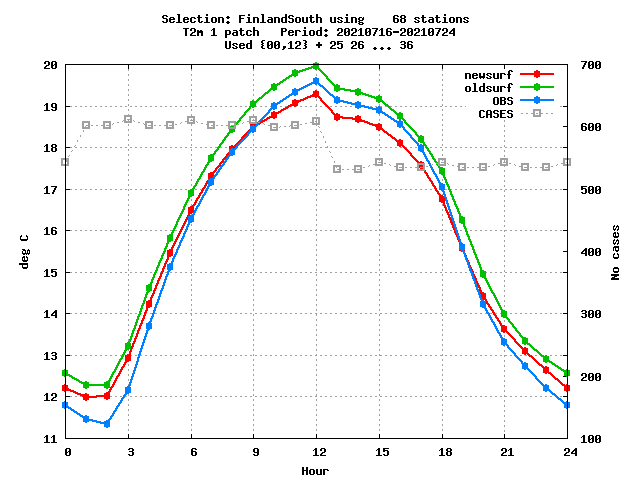 Selection: FinlandSouth using    68 stations
T2m 1 patch   Period: 20210716-20210724
Used {00,12} + 25 26 ... 36
newsurf
oldsurf
OBS
CASES
deg C
20
19
18
17
16
15
14
13
12
11
700
600
500
400
300
200
100
No cases
0 3 6 9 12 15 18 21 24
Hour